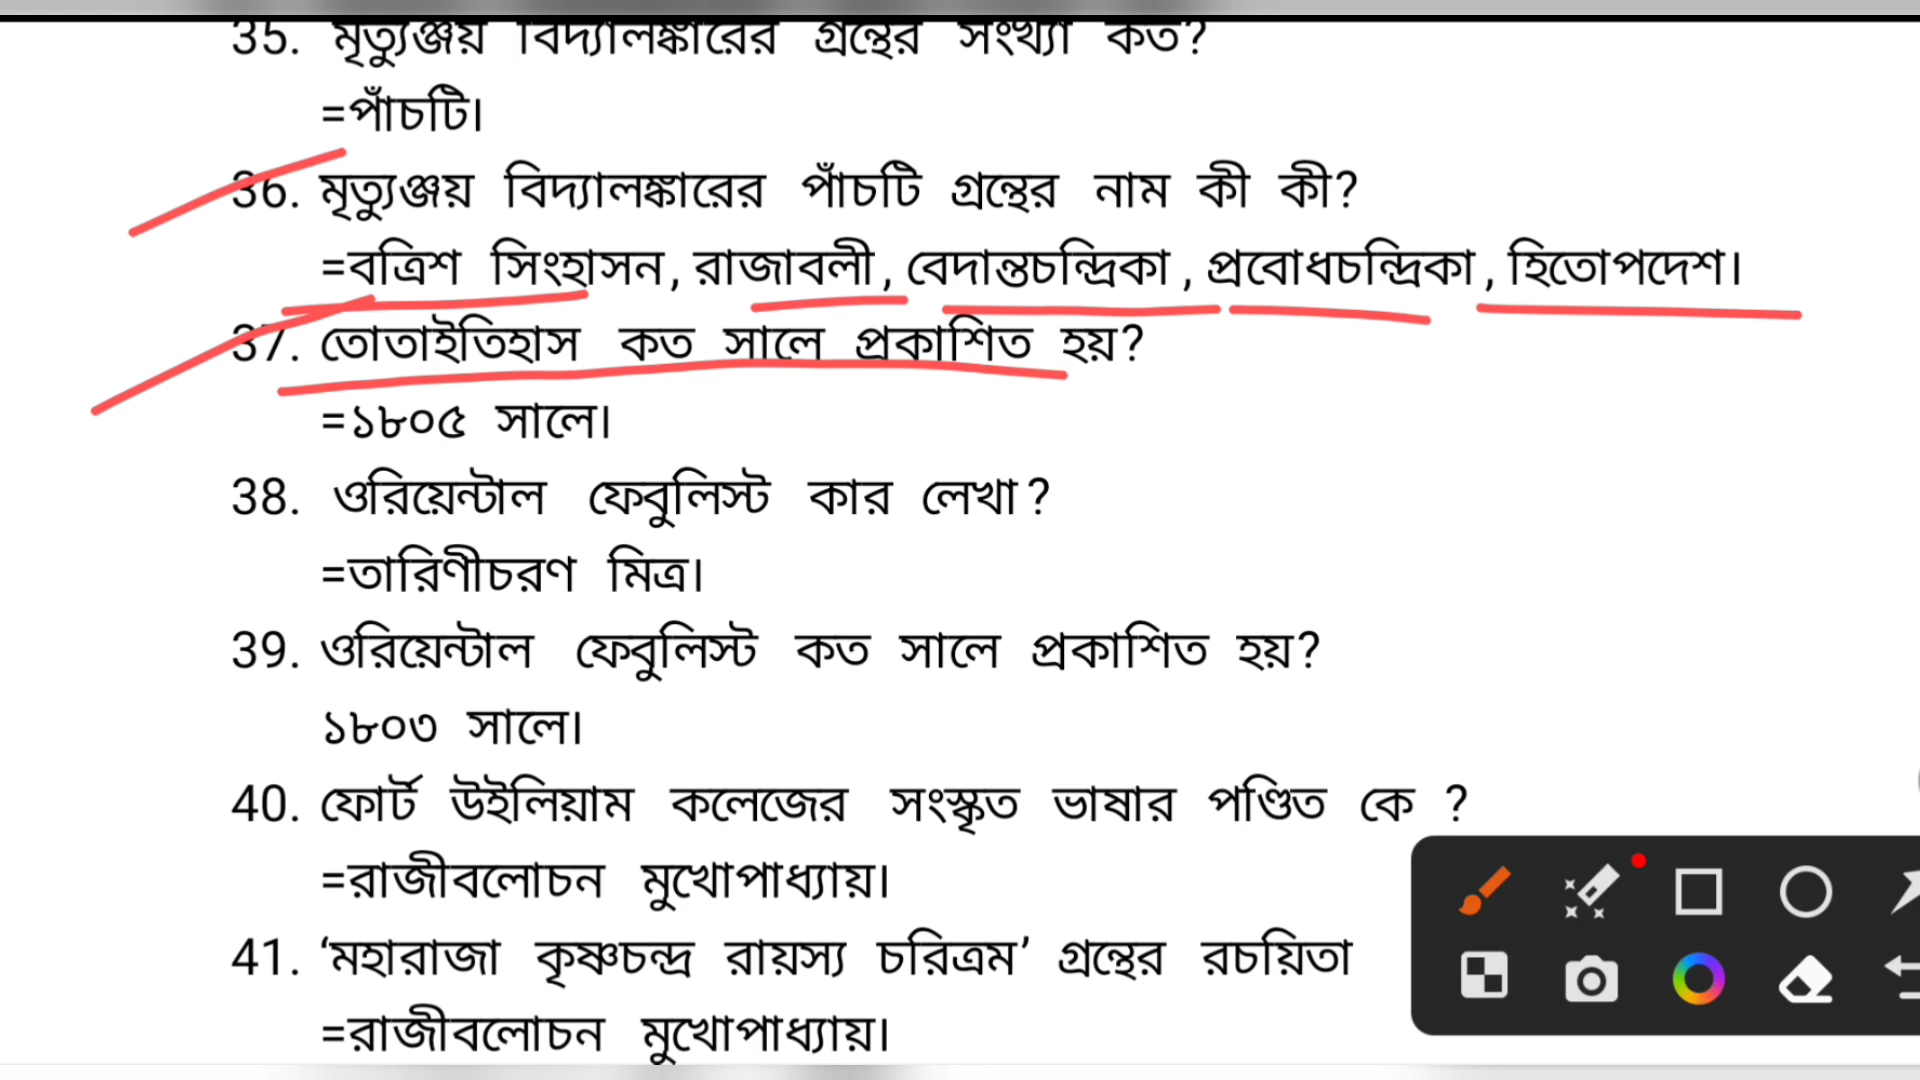 35. মৃত্যুঞ্জয় বিদ্যালঙ্কারের গ্রন্থের সংখ্যা কত?
=পাঁচটি।
36. মৃত্যুঞ্জয় বিদ্যালঙ্কারের পাঁচটি গ্রন্থের নাম কী কী?
=বত্রিশ সিংহাসন, রাজাবলী, বেদান্তচন্দ্রিকা, প্রবোধচন্দ্রিকা, হিতোপদেশ।
37. তোতাইতিহাস কত সালে প্রকাশিত হয়?
=১৮০৫ সালে।
38. ওরিয়েন্টাল ফেবুলিস্ট কার লেখা?
=তারিণীচরণ মিত্র।
39. ওরিয়েন্টাল ফেবুলিস্ট কত সালে প্রকাশিত হয়?
১৮০৩ সালে।
40. ফোর্ট উইলিয়াম কলেজের সংস্কৃত ভাষার পণ্ডিত কে ?
=রাজীবলোচন মুখোপাধ্যায়।
41. ‘মহারাজা কৃষ্ণচন্দ্র রায়স্য চরিত্রম’ গ্রন্থের রচয়িতা
=রাজীবলোচন মুখোপাধ্যায়।